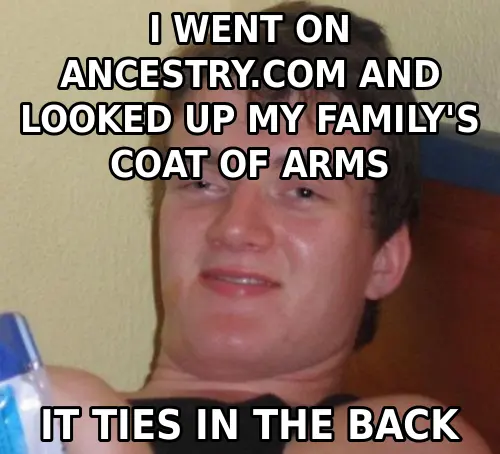 I WENT ON
ANCESTRY.COM AND
LOOKED UP MY FAMILY'S
COAT OF ARMS
IT TIES IN THE BACK